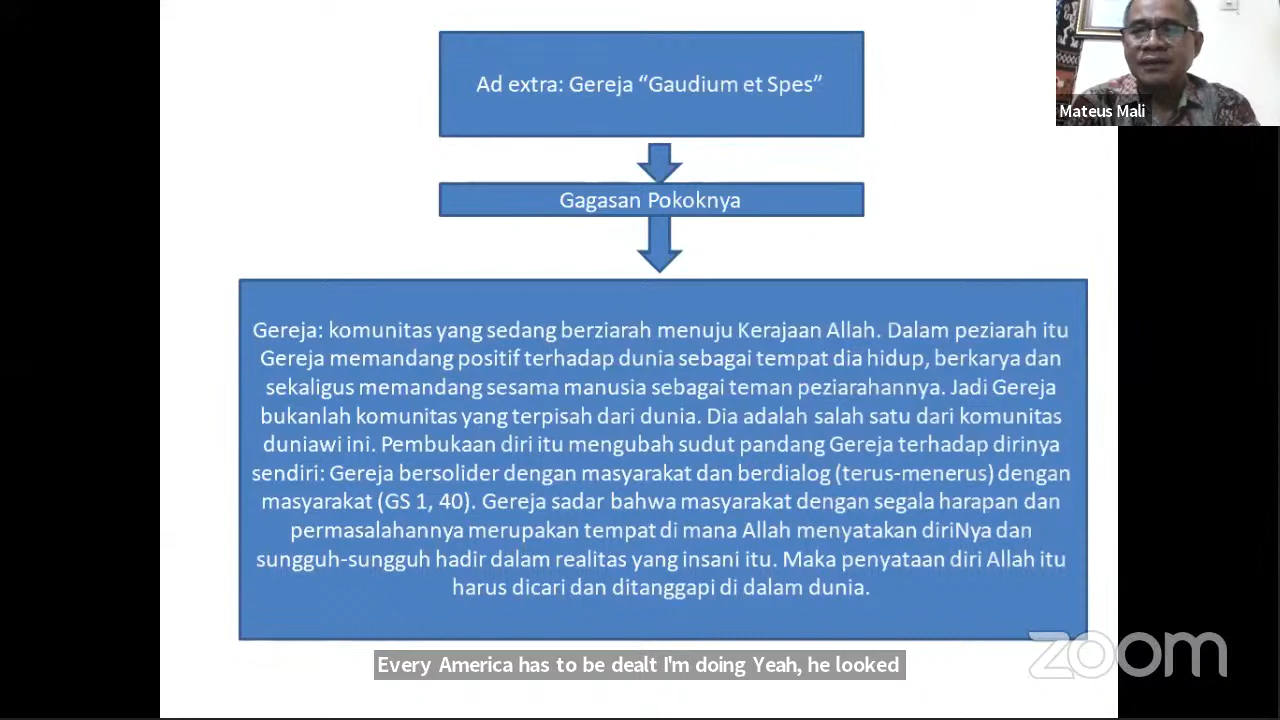 Ad extra: Gereja “Gaudium et Spes”
Mateus Mali
Gagasan Pokoknya
Gereja: komunitas yang sedang berziarah menuju Kerajaan Allah. Dalam peziarah itu
Gereja memandang positif terhadap dunia sebagai tempat dia hidup, berkarya dan
sekaligus memandang sesama manusia sebagai teman peziarahannya. Jadi Gereja
bukanlah komunitas yang terpisah dari dunia. Dia adalah salah satu dari komunitas
duniawi ini. Pembukaan diri itu mengubah sudut pandang Gereja terhadap dirinya
sendiri: Gereja bersolider dengan masyarakat dan berdialog (terus-menerus) dengan
masyarakat (GS 1, 40). Gereja sadar bahwa masyarakat dengan segala harapan dan
permasalahannya merupakan tempat di mana Allah menyatakan diriNya dan
sungguh-sungguh hadir dalam realitas yang insani itu. Maka penyataan diri Allah itu
harus dicari dan ditanggapi di dalam dunia.
zoom
Every America has to be dealt I'm doing Yeah, he looked